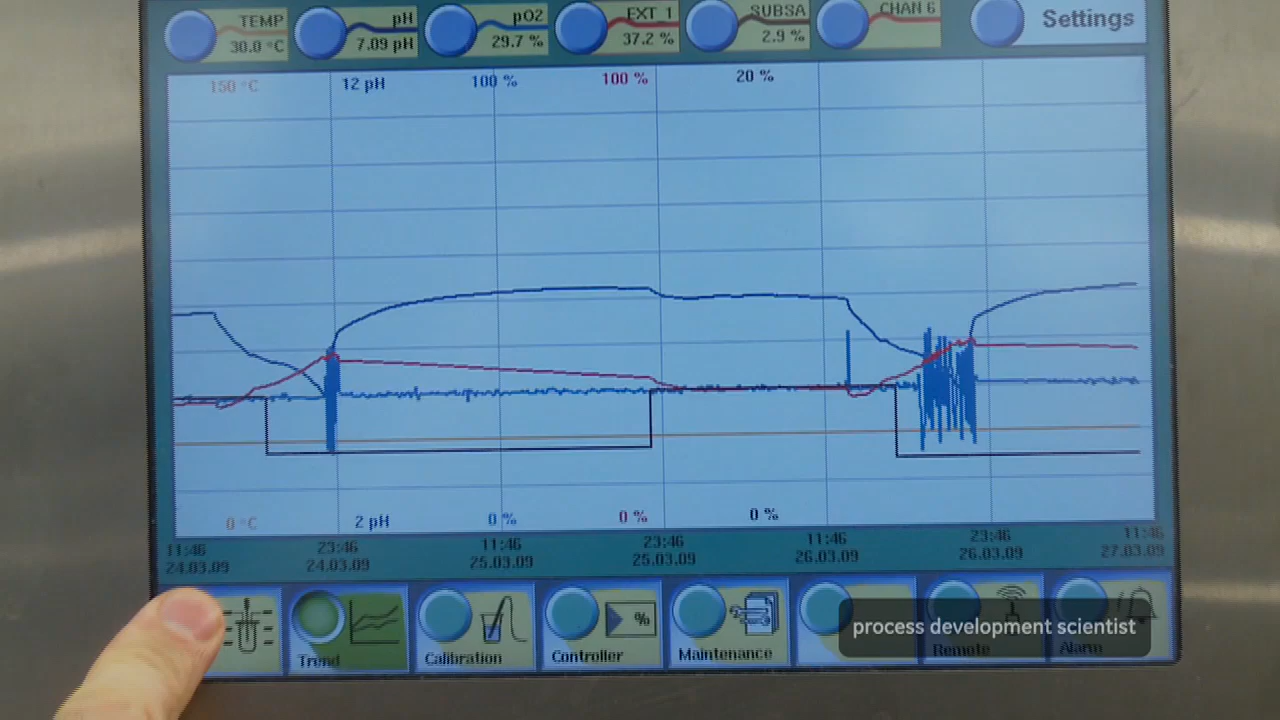 TEMP
30.0 °C
pH
7.09 pH
pO2
29.7 %
EXT 1
37.2 %
SUBSA
2.9 %
CHAN 6
Settings
150 °C
12 pH
100 %
100 %
20 %
0 °C
2 pH
0 %
0 %
0 %
11:46
24.03.09
23:46
24.03.09
11:46
25.03.09
23:46
25.03.09
11:46
26.03.09
23:46
26.03.09
11:46
27.03.09
Trend
Calibration
Controller
%
Maintenance
Remote
Alarm
process development scientist